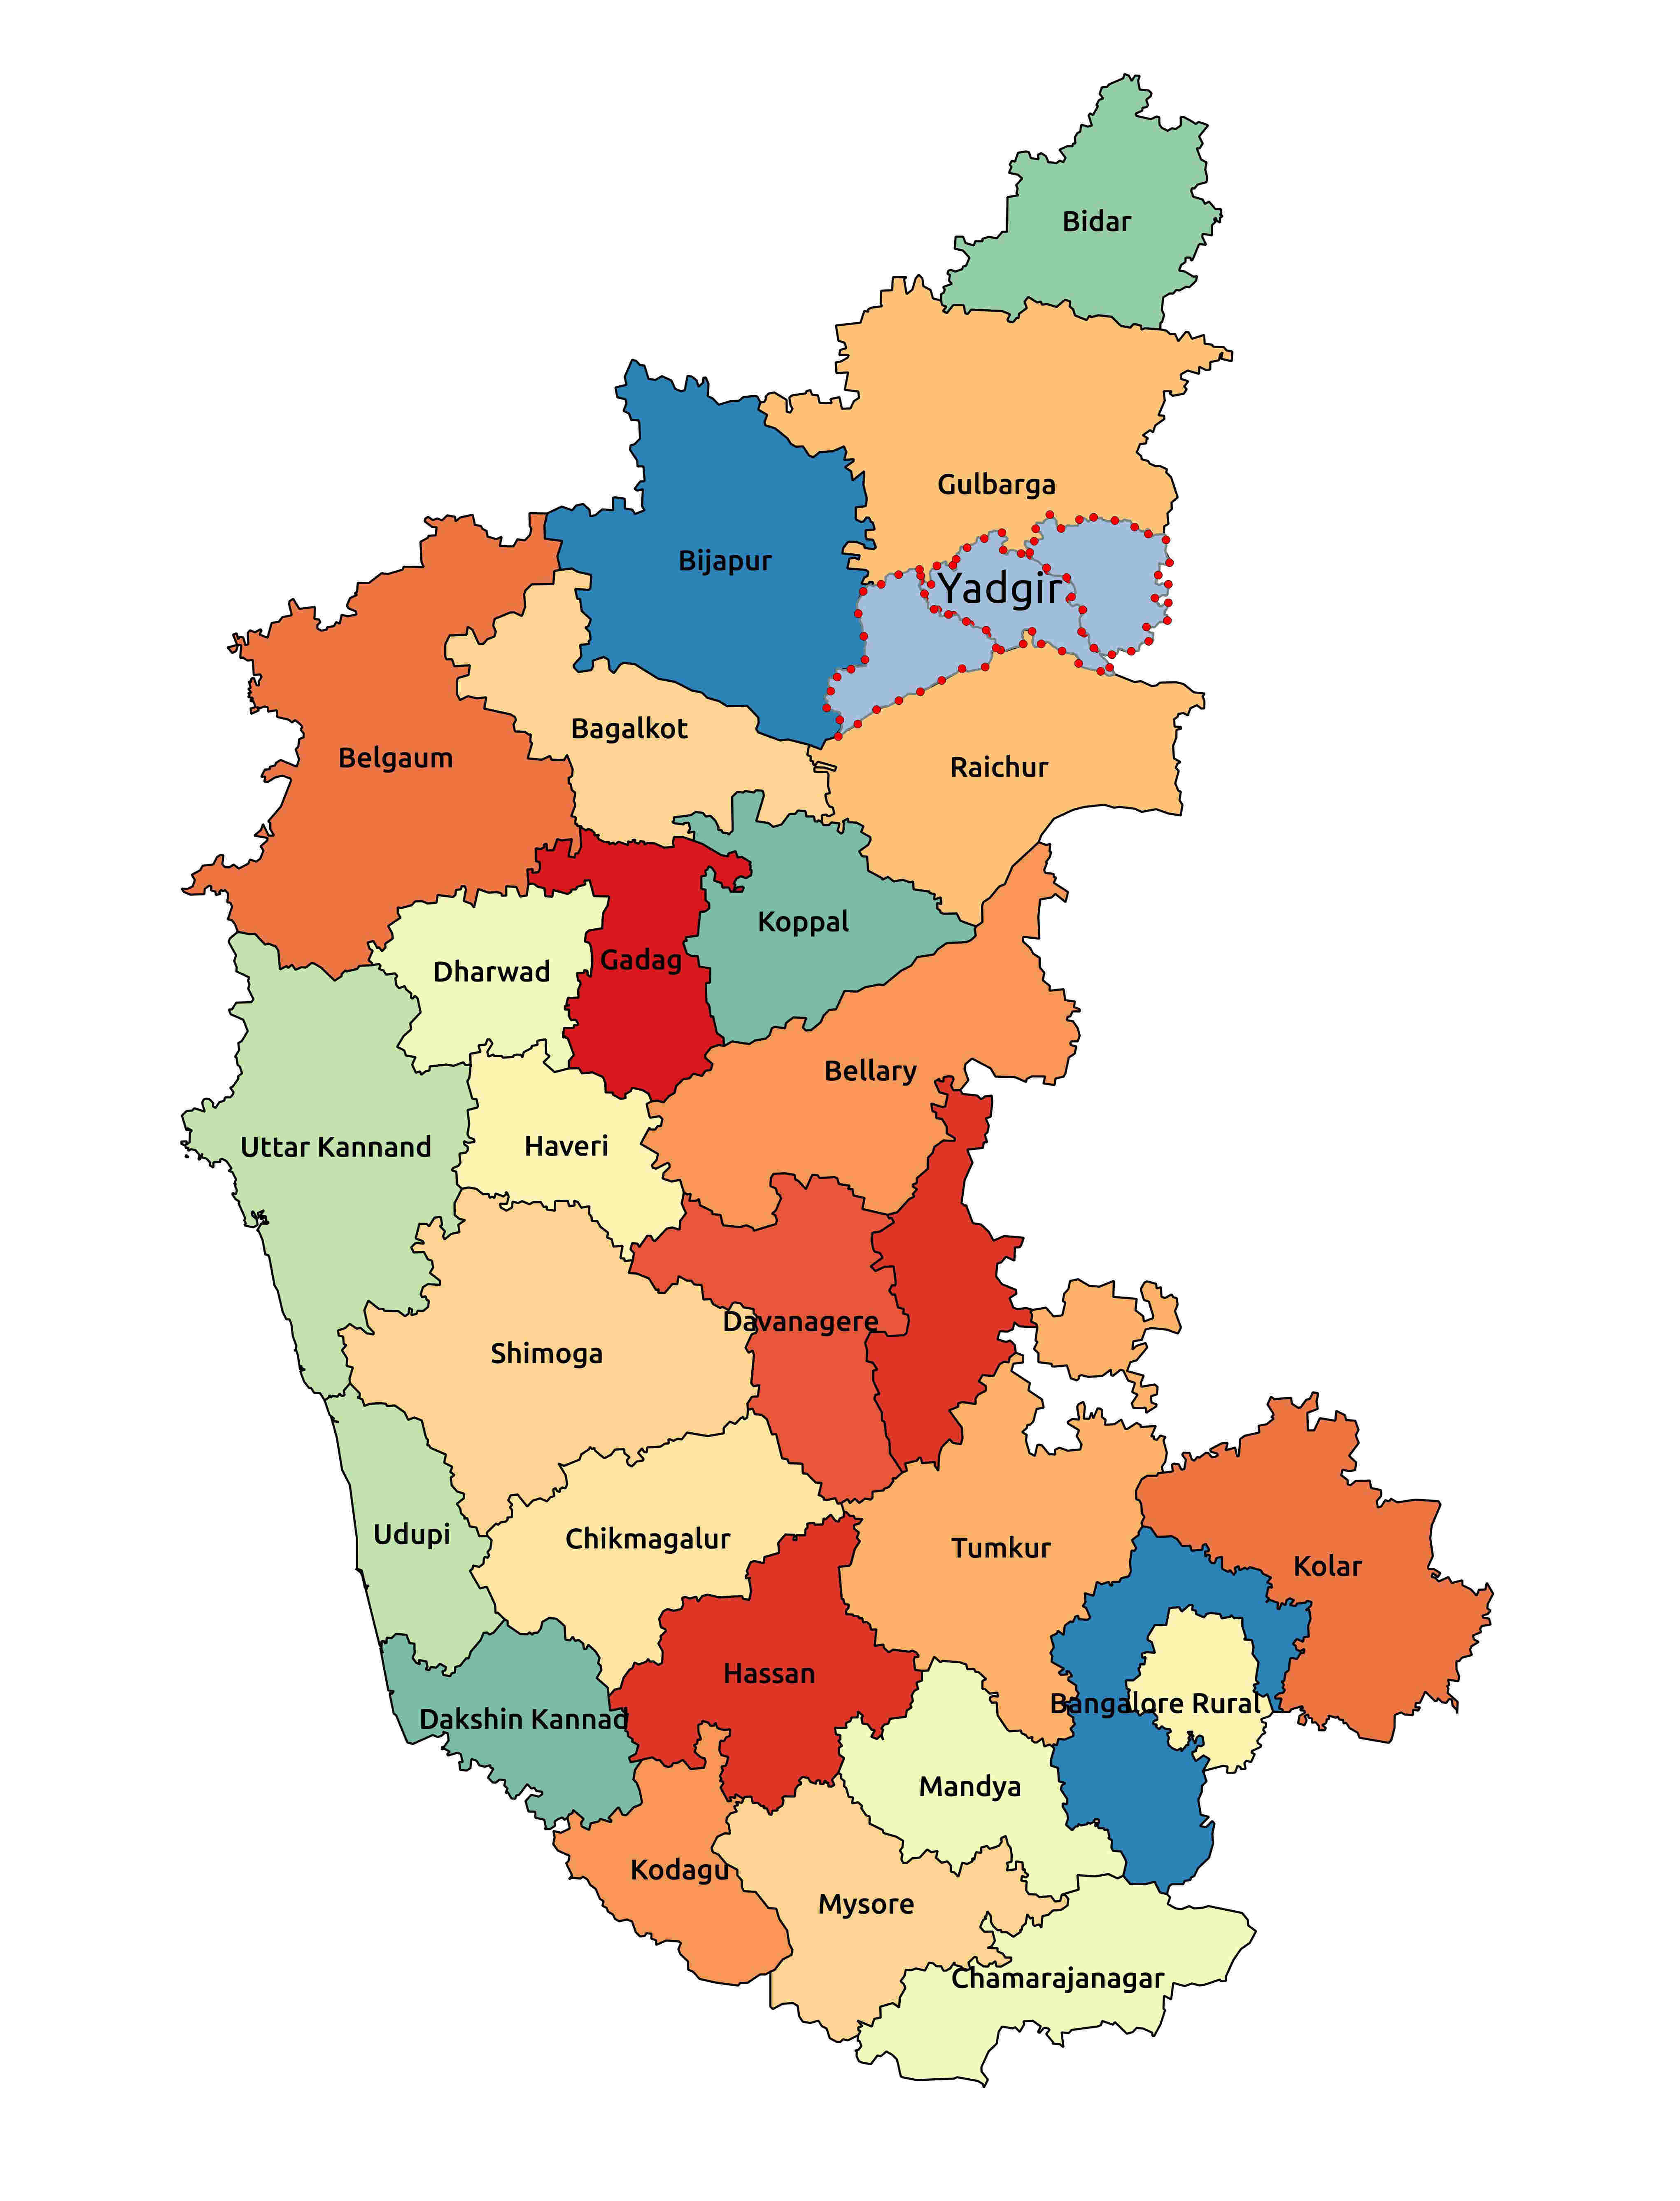 Bidar
Gulbarga
Bijapur
Yadgir
Bagalkot
Belgaum
Raichur
Koppal
Gadag
Dharwad
Bellary
Uttar Kannand
Haveri
Davanagere
Shimoga
Udupi
Chikmagalur
Tumkur
Kolar
Hassan
Bangalore Rural
Dakshin Kannad
Mandya
Kodagu
Mysore
Chamarajanagar